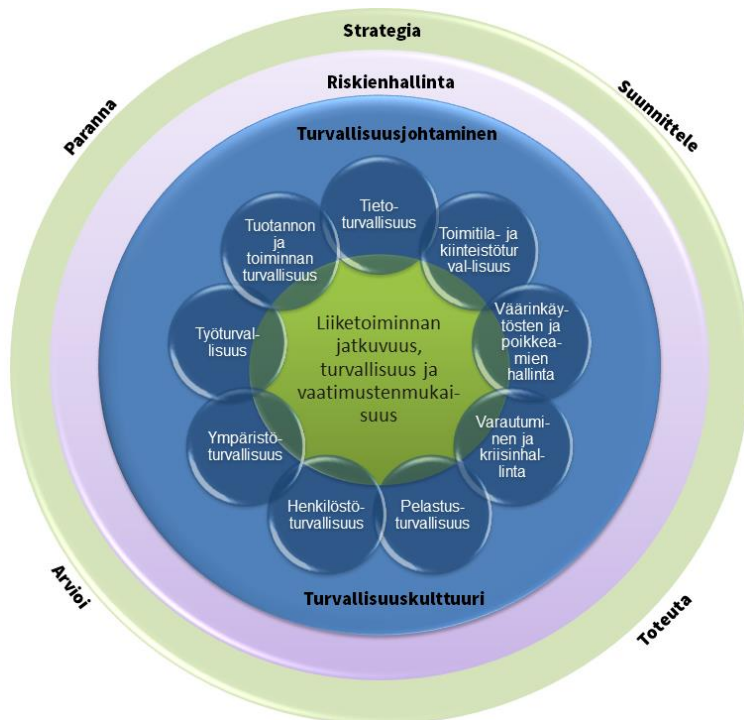 Strategia
Suunnittele
Toteuta
Arvioi
Paranna
Riskienhallinta
Turvallisuusjohtaminen
Tieto-
turvallisuus
Toimitila- ja
kiinteistötur
val-lisuus
Väärinkäy-
tösten ja
poikkea-
mien
hallinta
Varautumi-
nen ja
kriisinhal-
linta
Pelastus-
turvallisuus
Henkilöstö-
turvallisuus
Ympäristö-
turvallisuus
Työturval-
lisuus
Tuotannon
ja
toiminnan
turvallisuus
Liiketoiminnan
jatkuvuus,
turvallisuus ja
vaatimustenmukai-
suus
Turvallisuuskulttuuri